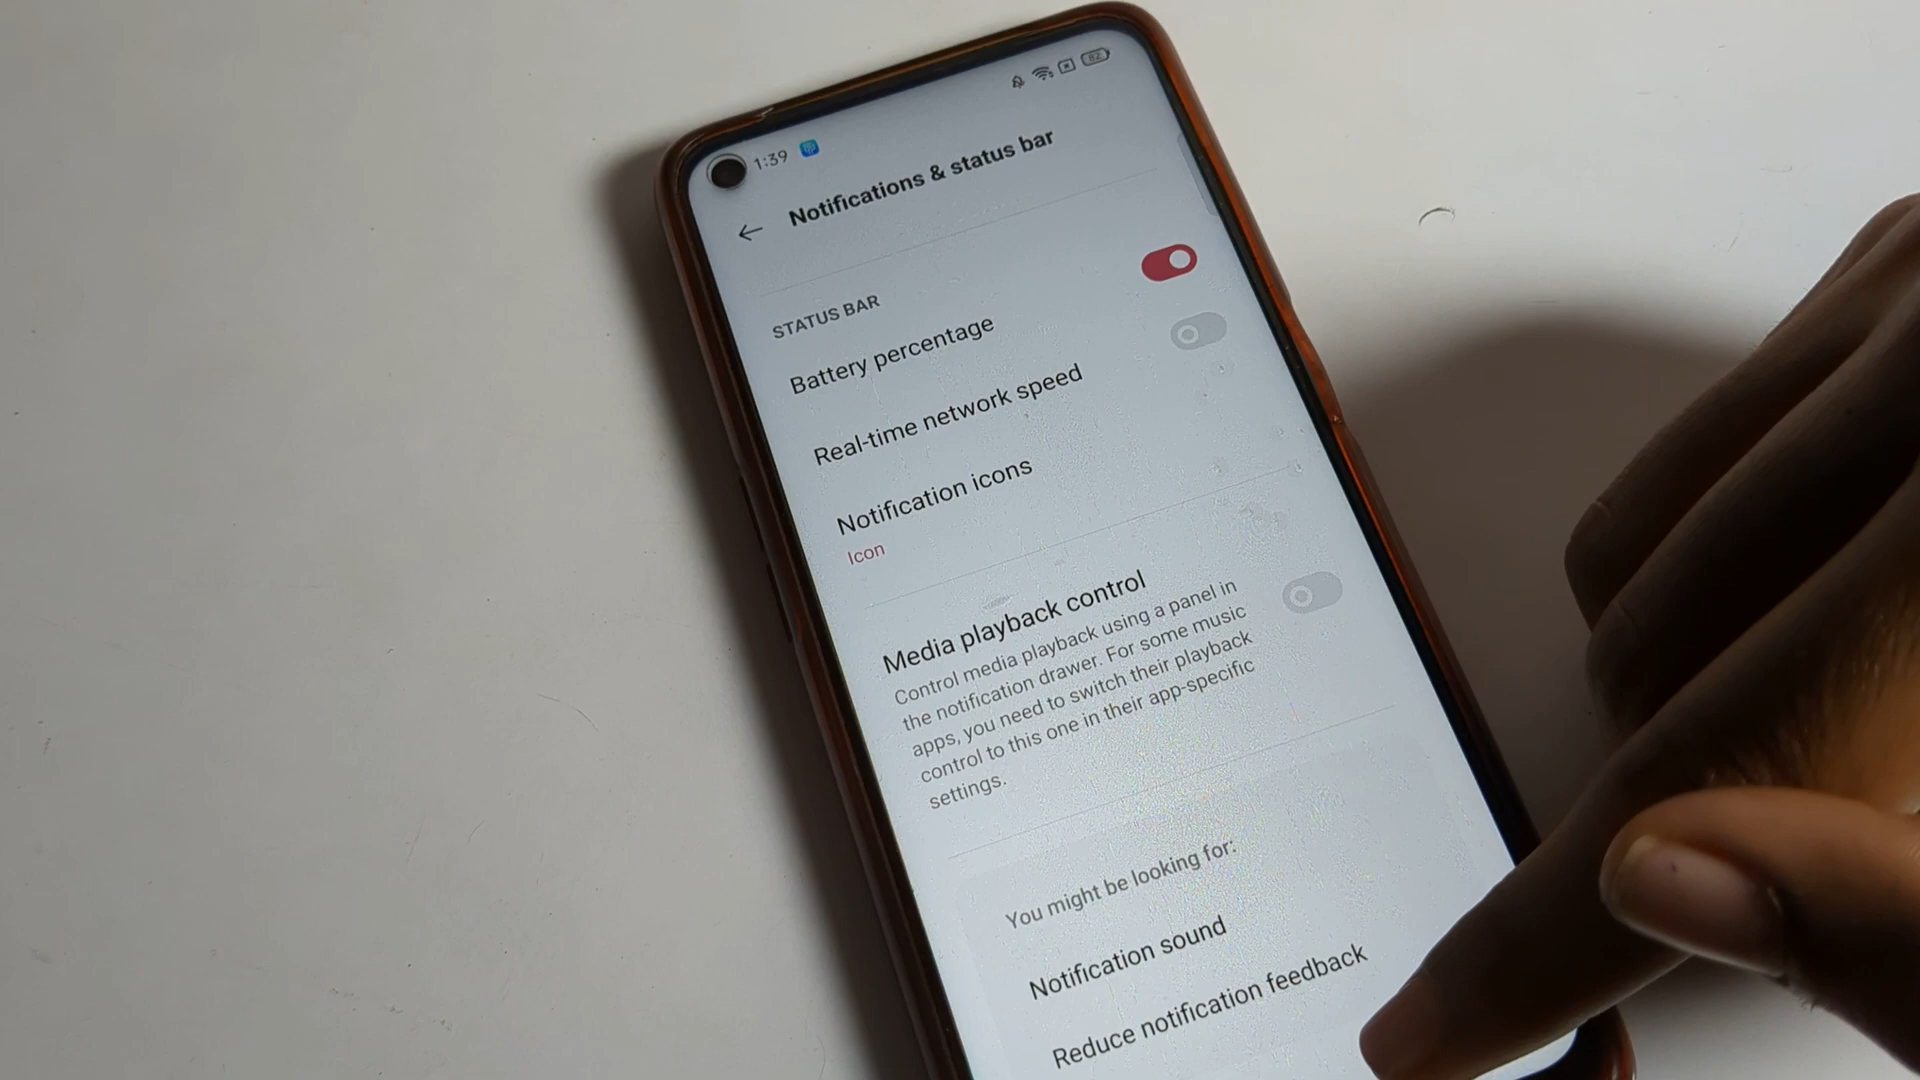 1:39
82
Notifications & status bar
STATUS BAR
Battery percentage
Real-time network speed
Notification icons
Icon
Media playback control
Control media playback using a panel in
the notification drawer. For some music
apps, you need to switch their playback
control to this one in their app-specific
settings.
You might be looking for:
Notification sound
Reduce notification feedback